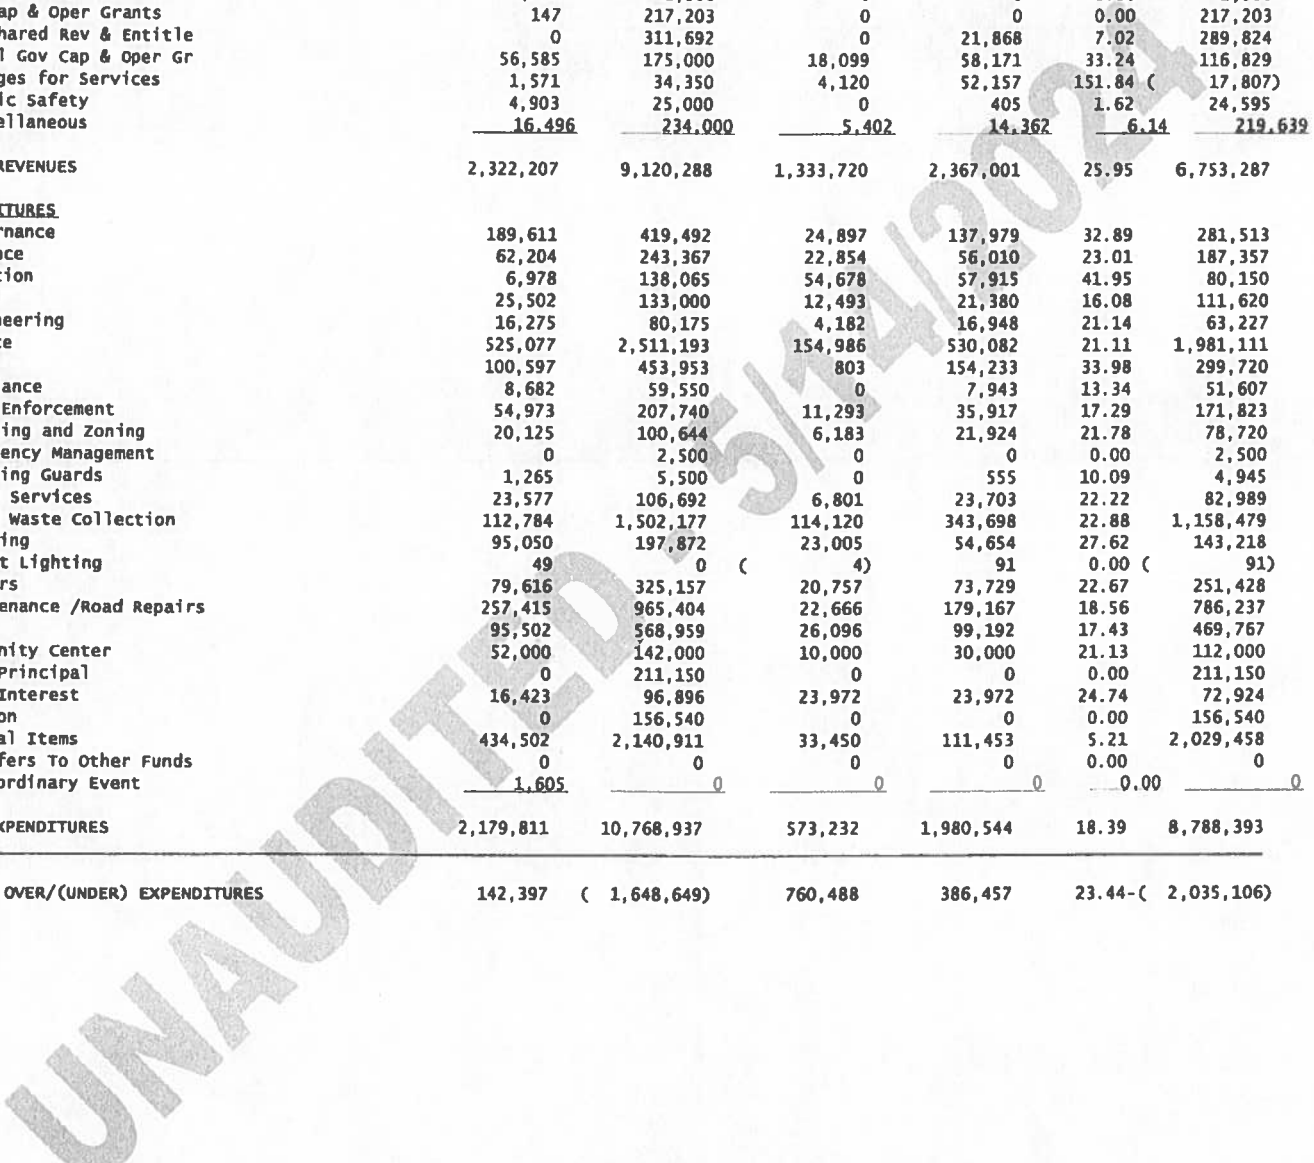 ap & Oper Grants 147 217,203 0 0 0.00 217,203
hared Rev & Entitle 0 311,692 0 21,868 7.02 289,824
l Gov Cap & Oper Gr 56,585 175,000 18,099 58,171 33.24 116,829
ges for Services 1,571 34,350 4,120 52,157 151.84 ( 17,807)
ic Safety 4,903 25,000 0 405 1.62 24,595
ellaneous 16,496 234,000 5,402 14,362 6.14 219,639
REVENUES 2,322,207 9,120,288 1,333,720 2,367,001 25.95 6,753,287
ITURES
rnance 189,611 419,492 24,897 137,979 32.89 281,513
ce 62,204 243,367 22,854 56,010 23.01 187,357
tion 6,978 138,065 54,678 57,915 41.95 80,150
25,502 133,000 12,493 21,380 16.08 111,620
neering 16,275 80,175 4,182 16,948 21.14 63,227
e 525,077 2,511,193 154,986 530,082 21.11 1,981,111
100,597 453,953 803 154,233 33.98 299,720
ance 8,682 59,550 0 7,943 13.34 51,607
Enforcement 54,973 207,740 11,293 35,917 17.29 171,823
ing and Zoning 20,125 100,644 6,183 21,924 21.78 78,720
ency Management 0 2,500 0 0 0.00 2,500
ing Guards 1,265 5,500 0 555 10.09 4,945
Services 23,577 106,692 6,801 23,703 22.22 82,989
Waste Collection 112,784 1,502,177 114,120 343,698 22.88 1,158,479
ing 95,050 197,872 23,005 54,654 27.62 143,218
t Lighting 49 0 ( 4) 91 0.00 ( 91)
rs 79,616 325,157 20,757 73,729 22.67 251,428
enance /Road Repairs 257,415 965,404 22,666 179,167 18.56 786,237
95,502 568,959 26,096 99,192 17.43 469,767
nity Center 52,000 142,000 10,000 30,000 21.13 112,000
Principal 0 211,150 0 0 0.00 211,150
Interest 16,423 96,896 23,972 23,972 24.74 72,924
on 0 156,540 0 0 0.00 156,540
al Items 434,502 2,140,911 33,450 111,453 5.21 2,029,458
fers To Other Funds 0 0 0 0 0.00 0
ordinary Event 1,605 0 0 0 0.00 0
XPENDITURES 2,179,811 10,768,937 573,232 1,980,544 18.39 8,788,393
OVER/(UNDER) EXPENDITURES 142,397 ( 1,648,649) 760,488 386,457 23.44-( 2,035,106)
UNAUDITED - 5/14/2024